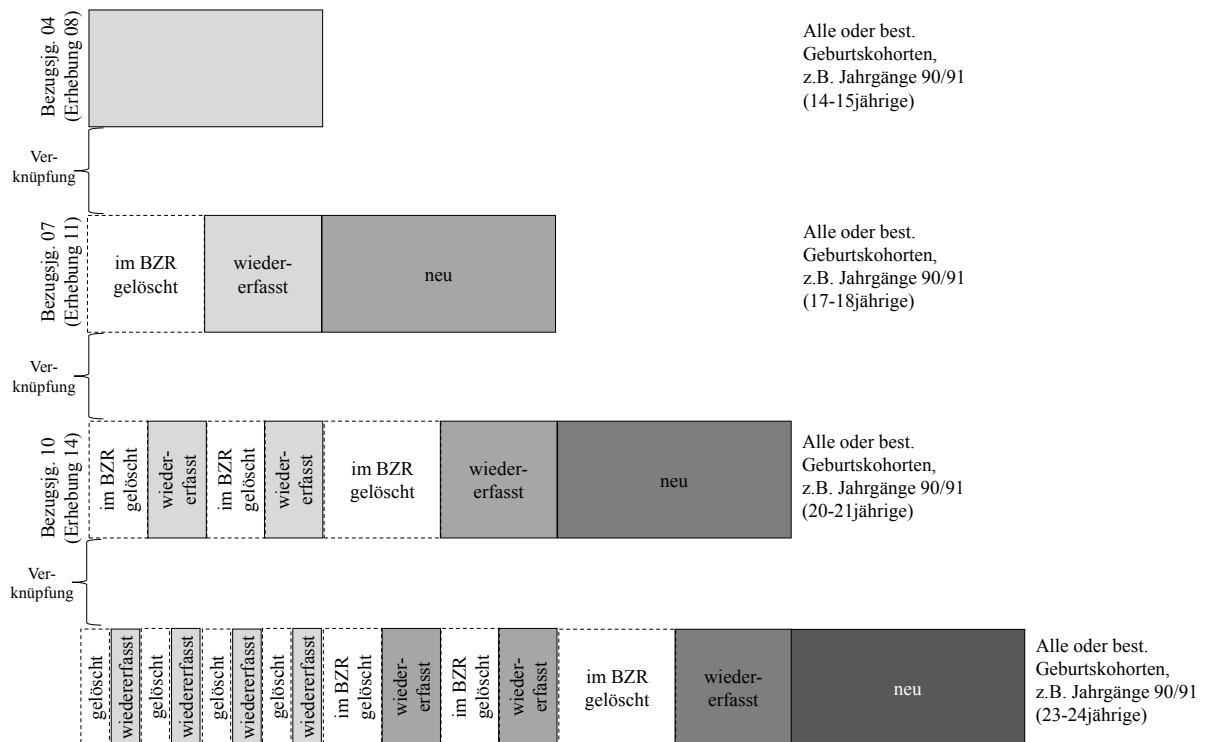 Bezugsjg. 04
(Erhebung 08)
Alle oder best.
Geburtskohorten,
z.B. Jahrgänge 90/91
(14-15jährige)
Ver-
knüpfung
Bezugsjg. 07
(Erhebung 11)
im BZR
gelöscht
wieder-
erfasst
neu
Alle oder best.
Geburtskohorten,
z.B. Jahrgänge 90/91
(17-18jährige)
Ver-
knüpfung
Bezugsjg. 10
(Erhebung 14)
im BZR
gelöscht
wieder-
erfasst
im BZR
gelöscht
wieder-
erfasst
im BZR
gelöscht
wieder-
erfasst
neu
Alle oder best.
Geburtskohorten,
z.B. Jahrgänge 90/91
(20-21jährige)
Ver-
knüpfung
gelöscht
wiedererfasst
gelöscht
wiedererfasst
gelöscht
wiedererfasst
gelöscht
wiedererfasst
im BZR
gelöscht
wieder-
erfasst
im BZR
gelöscht
wieder-
erfasst
im BZR
gelöscht
wieder-
erfasst
neu
Alle oder best.
Geburtskohorten,
z.B. Jahrgänge 90/91
(23-24jährige)